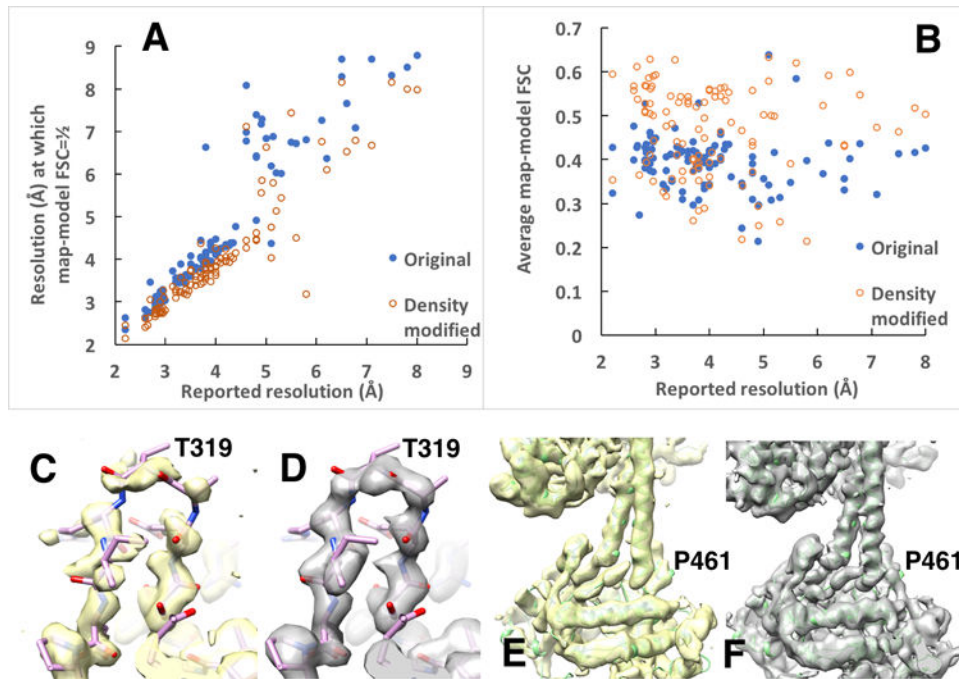 A
Resolution (Å) at which
map-model FSC=½
9
8
7
6
5
4
3
2
2 3 4 5 6 7 8 9
Reported resolution (Å)
Original
Density
modified
B
Average map-model FSC
0.7
0.6
0.5
0.4
0.3
0.2
0.1
0
2 3 4 5 6 7 8
Reported resolution (Å)
Original
Density
modified
C T319
D T319
E P461
F P461